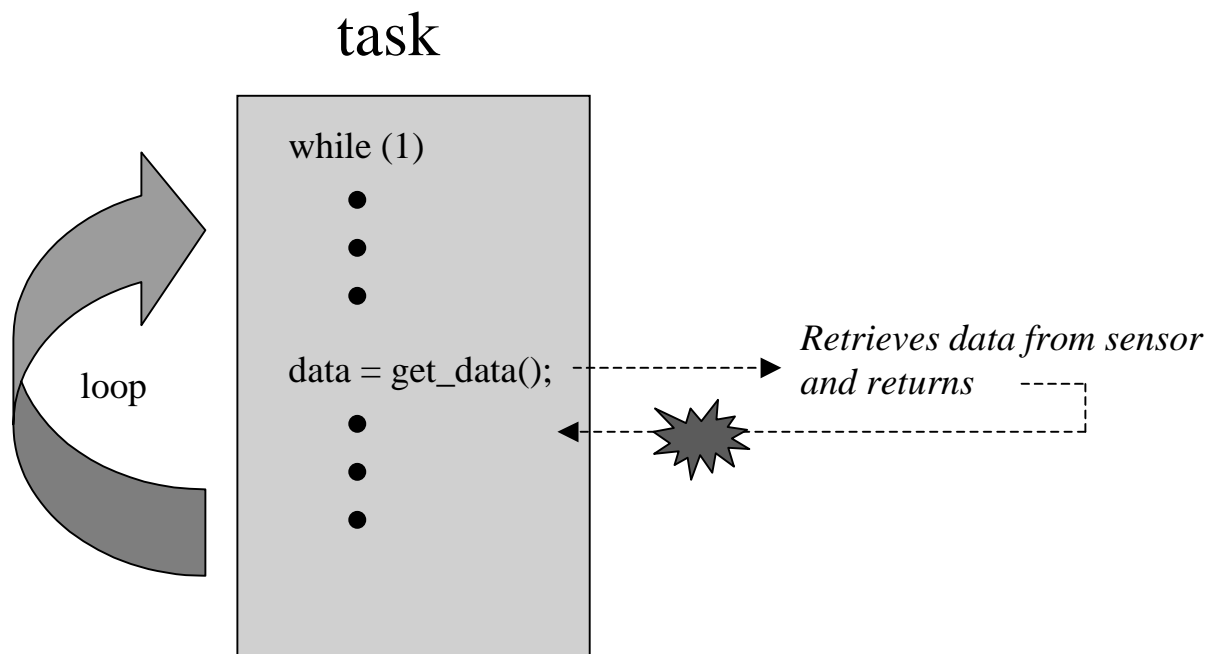 task
while (1)
data = get_data();
loop
Retrieves data from sensor
and returns